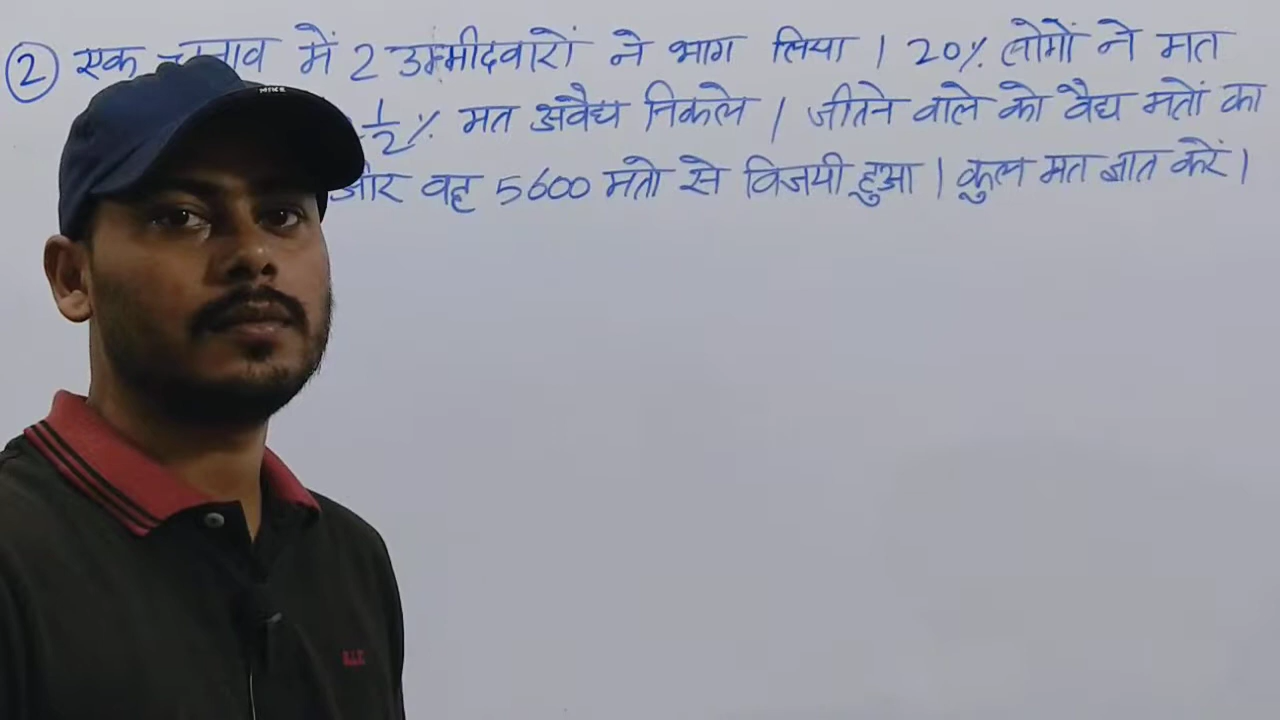 ② एक चुनाव में 2 उम्मीदवारों ने भाग लिया । 20% लोगों ने मत
1/2% मत अवैध निकले । जीतने वाले को वैध मतों का
और वह 5600 मतो से विजयी हुआ । कुल मत ज्ञात करें ।
NIKE